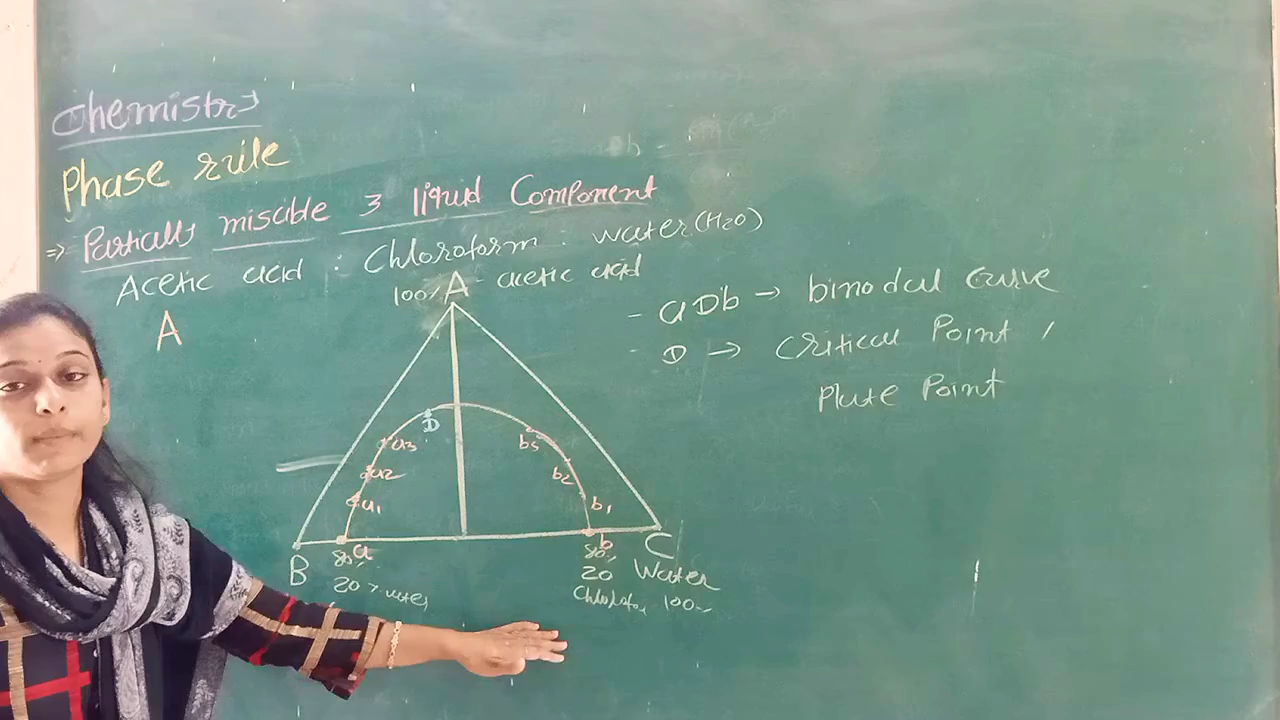 Chemistry
Phase rule
⇒ Partially miscible 3 liquid Component
Acetic acid : Chloroform : water (H2O)
A
100% A - acetic acid
- aDb → binodal Curve
- D → Critical Point /
Plate Point
D
a3
a2
a1
b3
b2
b1
B
a
80%
20% water
b
80%
20
Chlorofo
C
Water
100%